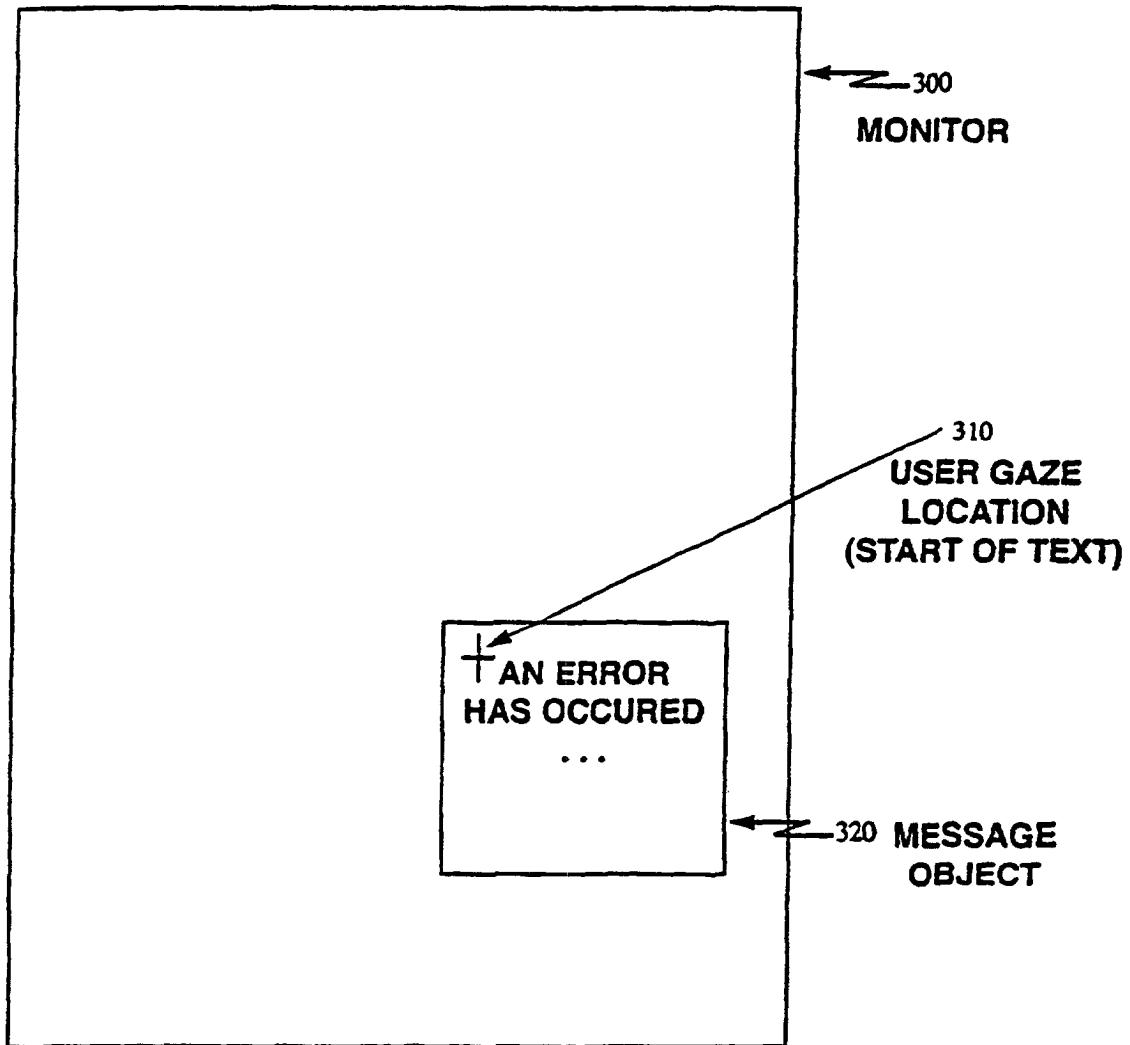 300
MONITOR
310
USER GAZE
LOCATION
(START OF TEXT)
AN ERROR
HAS OCCURED
...
320 MESSAGE
OBJECT